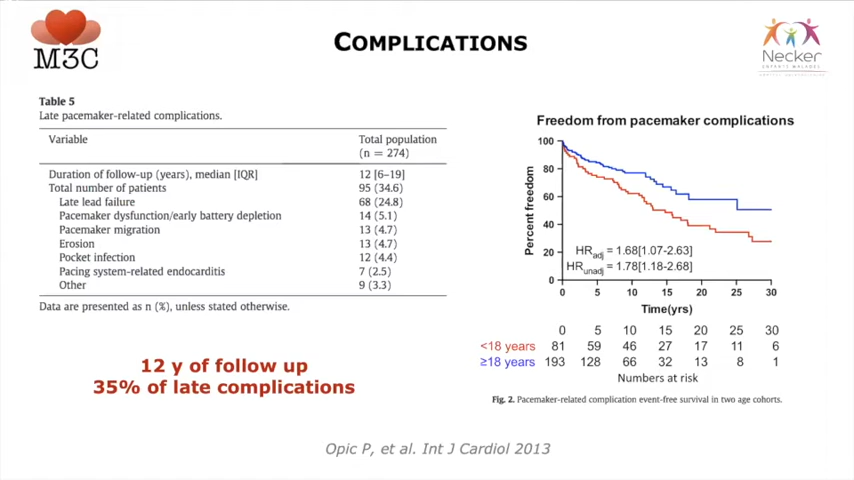 M3C
COMPLICATIONS
Necker
ENFANTS MALADES
Table 5
Late pacemaker-related complications.
Variable Total population
(n = 274)
Duration of follow-up (years), median [IQR] 12 [6–19]
Total number of patients 95 (34.6)
Late lead failure 68 (24.8)
Pacemaker dysfunction/early battery depletion 14 (5.1)
Pacemaker migration 13 (4.7)
Erosion 13 (4.7)
Pocket infection 12 (4.4)
Pacing system-related endocarditis 7 (2.5)
Other 9 (3.3)
Data are presented as n (%), unless stated otherwise.
12 y of follow up
35% of late complications
Freedom from pacemaker complications
Percent freedom
100
80
60
40
20
0
HRadj = 1.68[1.07-2.63]
HRunadj = 1.78[1.18-2.68]
0 5 10 15 20 25 30
Time(yrs)
0 5 10 15 20 25 30
<18 years 81 59 46 27 17 11 6
≥18 years 193 128 66 32 13 8 1
Numbers at risk
Fig. 2. Pacemaker-related complication event-free survival in two age cohorts.
Opic P, et al. Int J Cardiol 2013